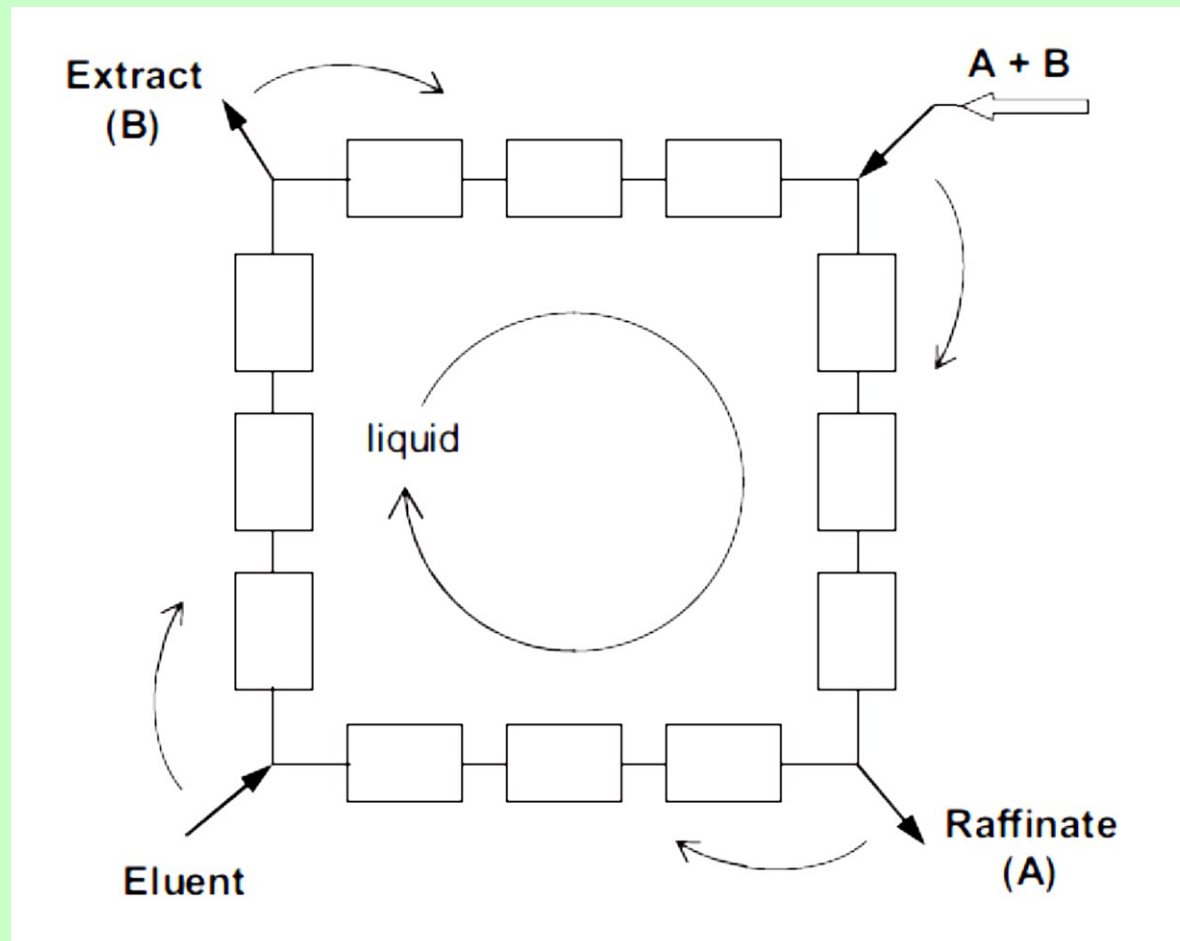 Extract
(B)
A + B
liquid
Raffinate
(A)
Eluent